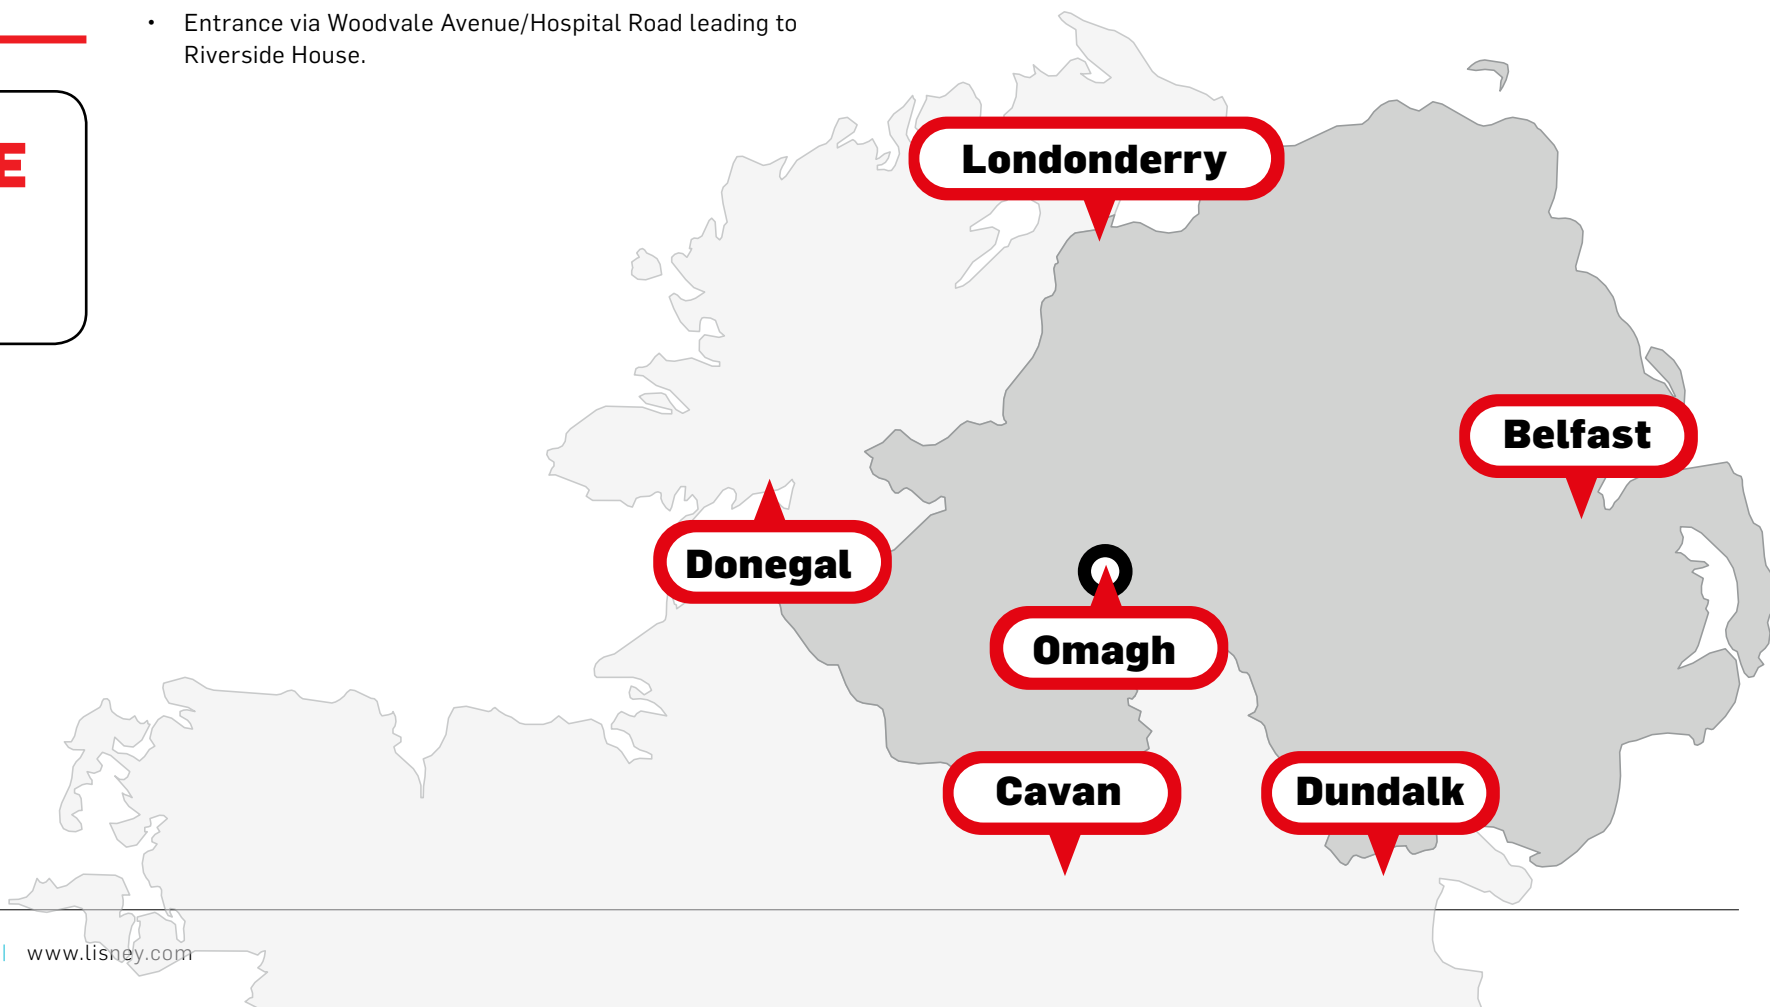 • Entrance via Woodvale Avenue/Hospital Road leading to
Riverside House.
E
Londonderry
Belfast
Donegal
Omagh
Cavan
Dundalk
| www.lisney.com